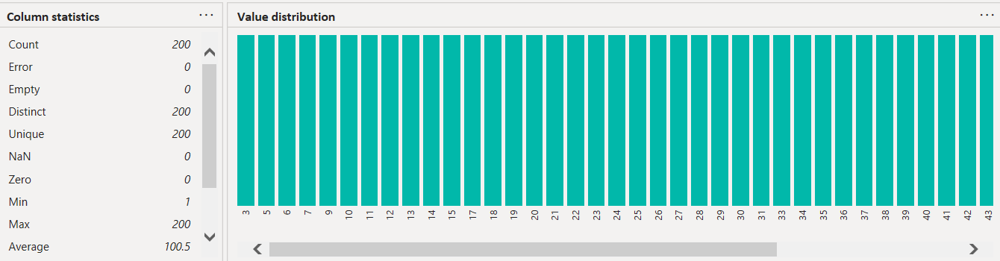 Column statistics ...
Count 200
Error 0
Empty 0
Distinct 200
Unique 200
NaN 0
Zero 0
Min 1
Max 200
Average 100.5
Value distribution ...
3 5 6 7 9 10 11 12 13 14 15 17 16 18 19 20 21 22 23 24 25 26 27 28 29 30 31 33 34 35 36 37 38 39 40 41 42 43